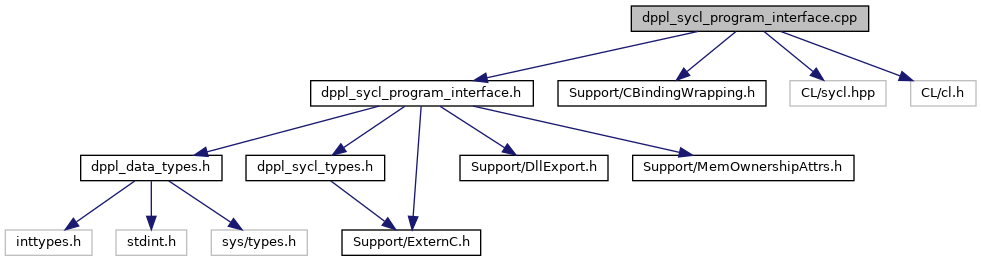 dppl_sycl_program_interface.cpp
dppl_sycl_program_interface.h
Support/CBindingWrapping.h
CL/sycl.hpp
CL/cl.h
dppl_data_types.h
dppl_sycl_types.h
Support/DllExport.h
Support/MemOwnershipAttrs.h
inttypes.h
stdint.h
sys/types.h
Support/ExternC.h